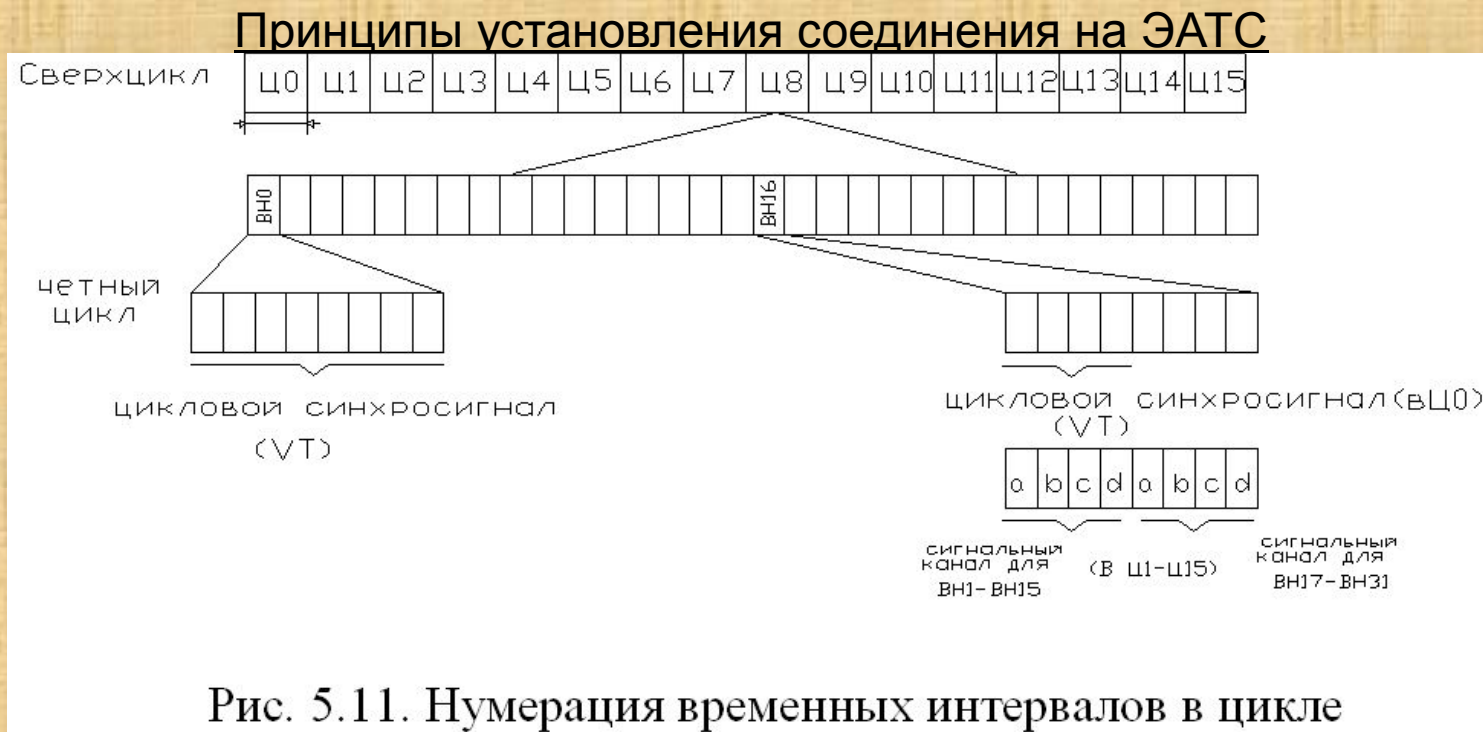 Принципы установления соединения на ЭАТС
Сверхцикл Ц0 Ц1 Ц2 Ц3 Ц4 Ц5 Ц6 Ц7 Ц8 Ц9 Ц10 Ц11 Ц12 Ц13 Ц14 Ц15
ВН0 ВН16
четный
цикл
цикловой синхросигнал
(VT)
цикловой синхросигнал(вЦ0)
(VT)
a b c d a b c d
сигнальный
канал для
ВН1-ВН15
(В Ц1-Ц15)
сигнальный
канал для
ВН17-ВН31
Рис. 5.11. Нумерация временных интервалов в цикле